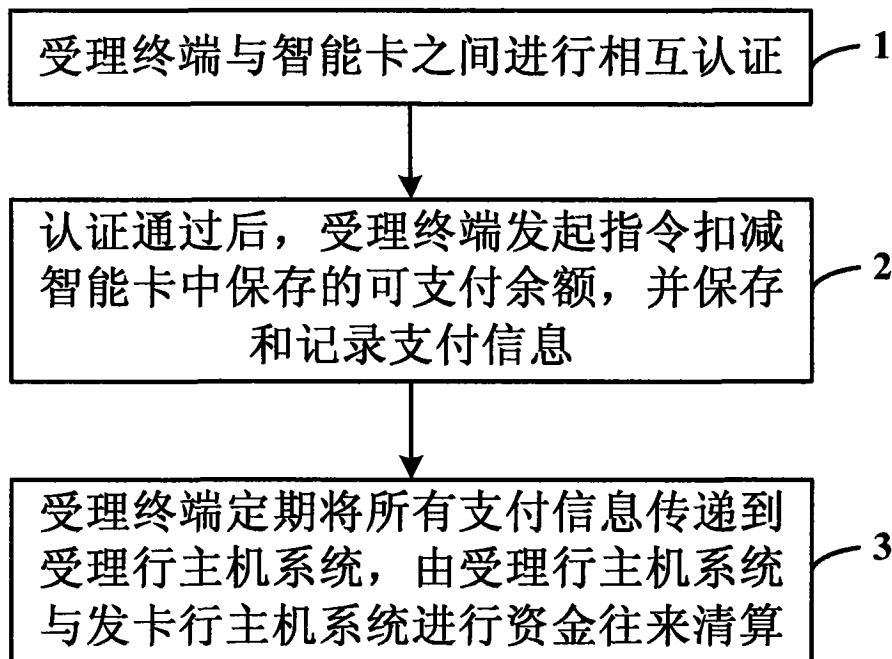 受理终端与智能卡之间进行相互认证
1
认证通过后，受理终端发起指令扣减
智能卡中保存的可支付余额，并保存
和记录支付信息
2
受理终端定期将所有支付信息传递到
受理行主机系统，由受理行主机系统
与发卡行主机系统进行资金往来清算
3